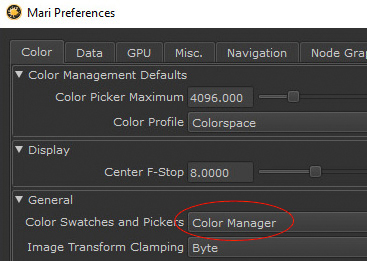 Mari Preferences
Color Data GPU Misc. Navigation Node Grap
Color Management Defaults
Color Picker Maximum 4096.000
Color Profile Colorspace
Display
Center F-Stop 8.0000
General
Color Swatches and Pickers Color Manager
Image Transform Clamping Byte